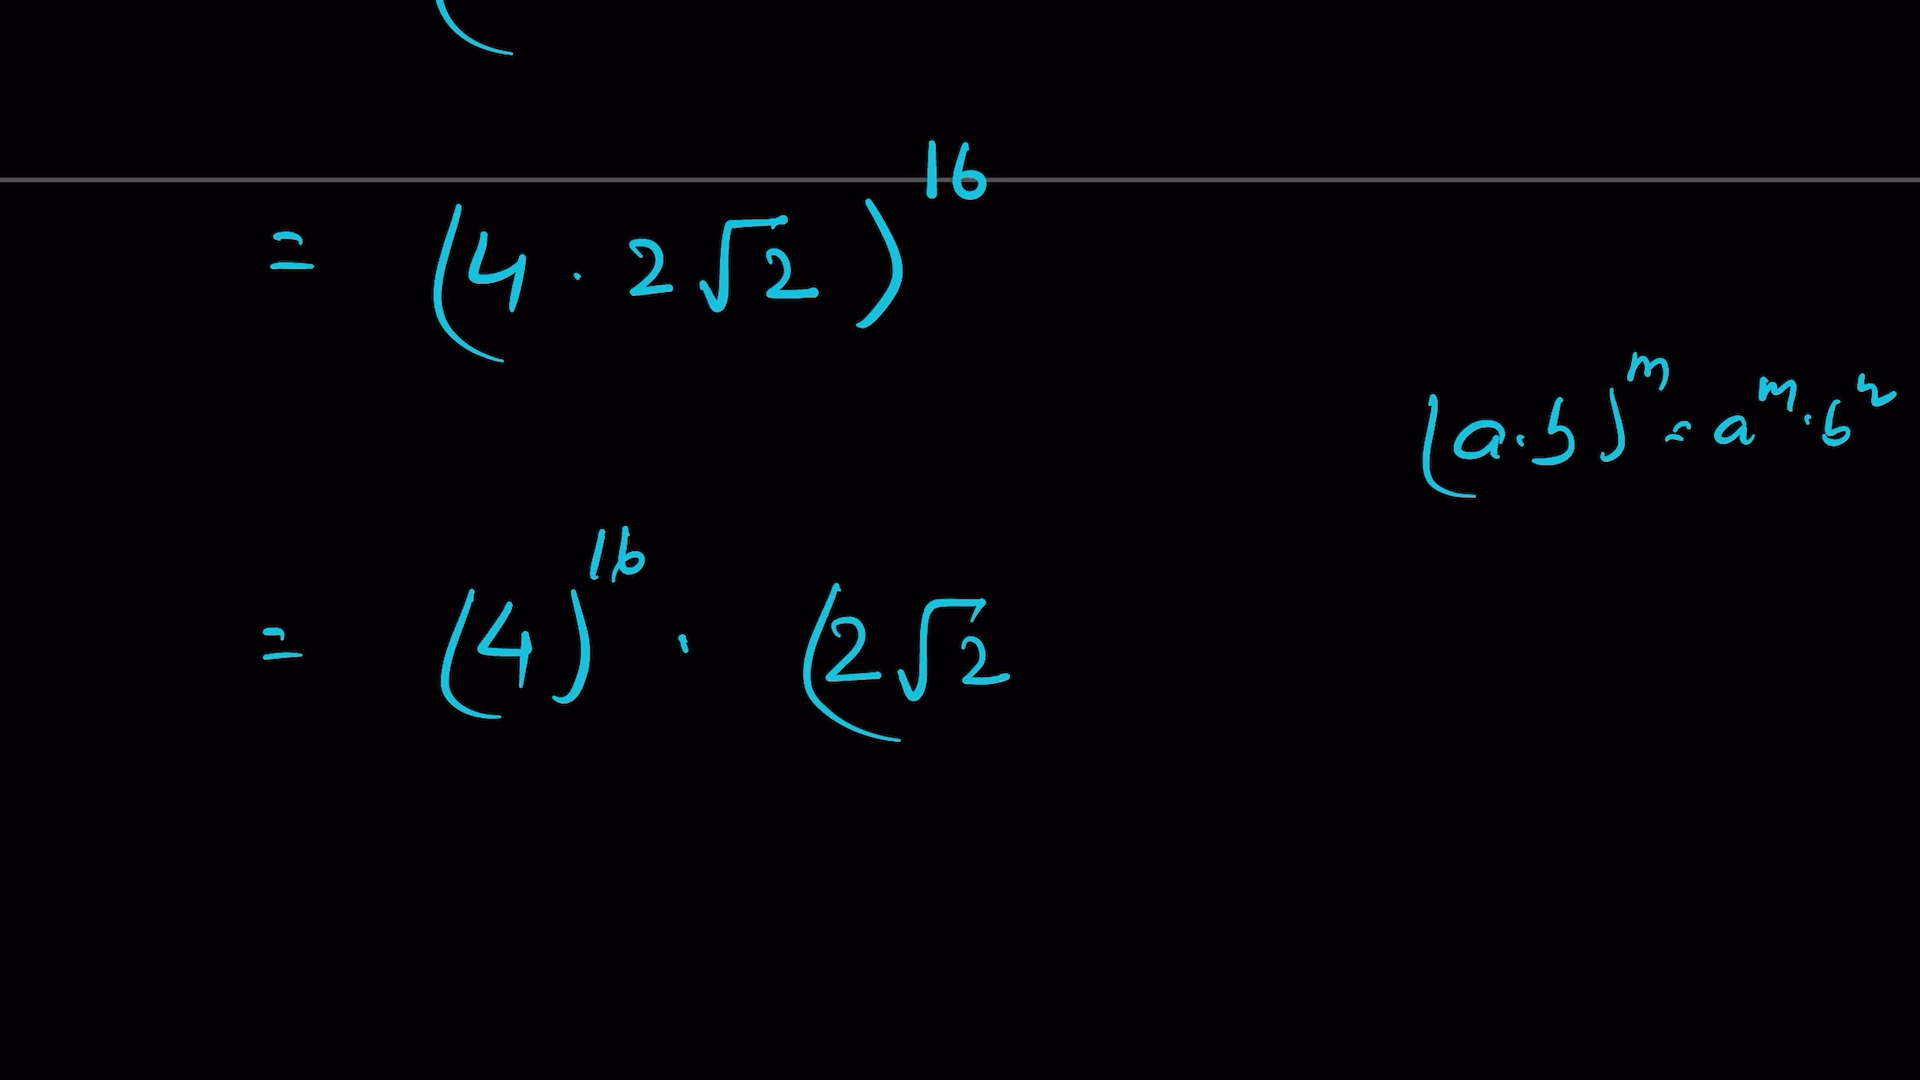 = (4 · 2√2)^16
(a·b)^m = a^m·b^n
= (4)^16 · (2√2